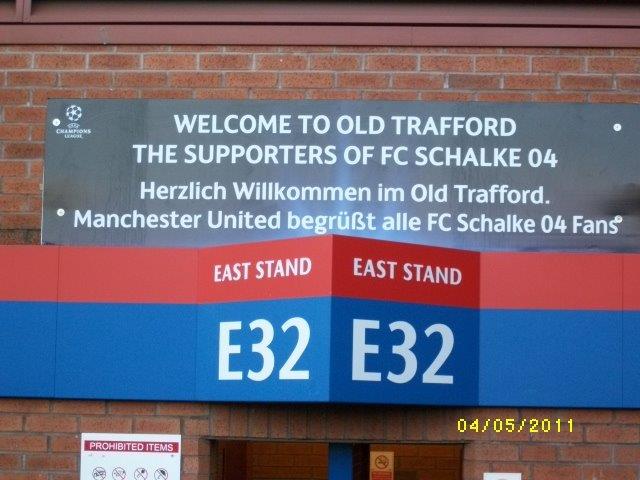 CHAMPIONS
LEAGUE
WELCOME TO OLD TRAFFORD
THE SUPPORTERS OF FC SCHALKE 04
Herzlich Willkommen im Old Trafford.
Manchester United begrüßt alle FC Schalke 04 Fans
EAST STAND
EAST STAND
E32
E32
04/05/2011
PROHIBITED ITEMS